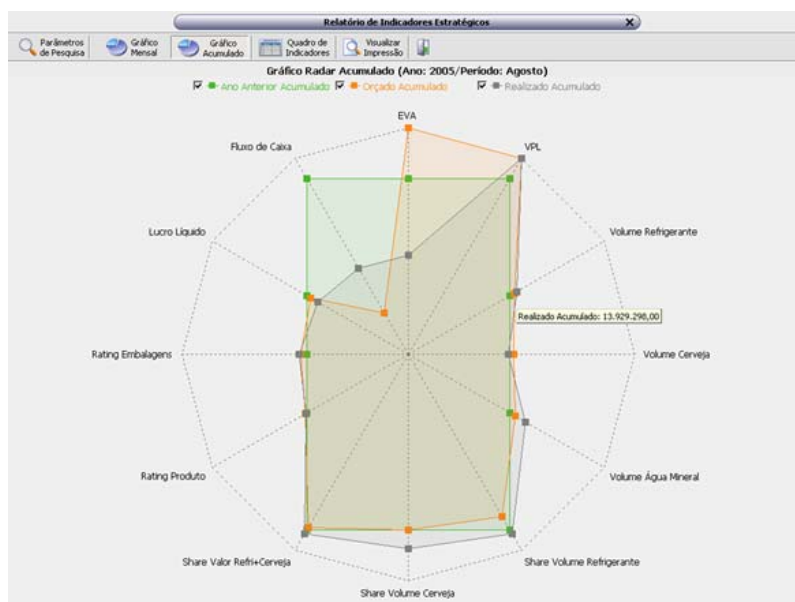 Relatório de Indicadores Estratégicos
Parâmetros de Pesquisa
Gráfico Mensal
Gráfico Acumulado
Quadro de Indicadores
Visualizar Impressão
Gráfico Radar Acumulado (Ano: 2005/Período: Agosto)
Ano Anterior Acumulado Orçado Acumulado Realizado Acumulado
EVA
Fluxo de Caixa
VPL
Lucro Líquido
Volume Refrigerante
Realizado Acumulado: 13.929.298,00
Rating Embalagens
Volume Cerveja
Rating Produto
Volume Água Mineral
Share Valor Refri+Cerveja
Share Volume Refrigerante
Share Volume Cerveja